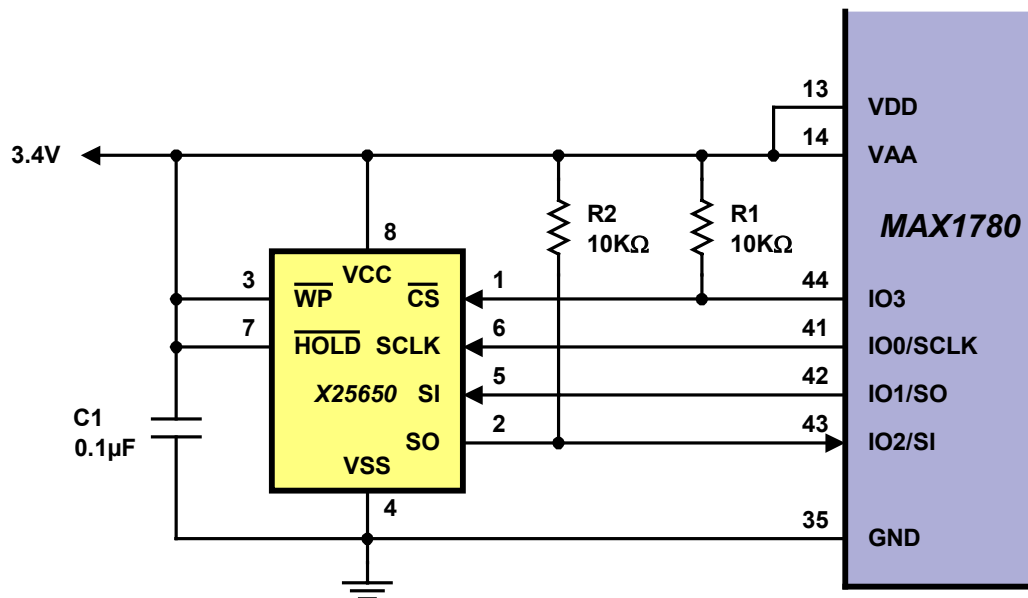 13
VDD
3.4V
14
VAA
R2
10KΩ
R1
10KΩ
MAX1780
8
VCC
3
WP
CS
1
44
IO3
7
HOLD
SCLK
6
41
IO0/SCLK
X25650
SI
5
42
IO1/SO
C1
0.1µF
SO
2
43
IO2/SI
VSS
4
35
GND